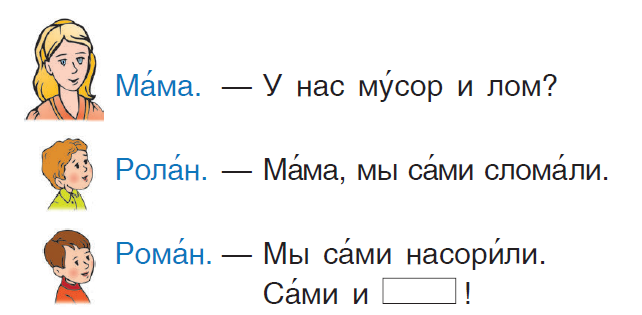 Ма́ма. — У нас му́сор и лом?
Рола́н. — Ма́ма, мы са́ми слома́ли.
Рома́н. — Мы са́ми насори́ли.
Са́ми и !